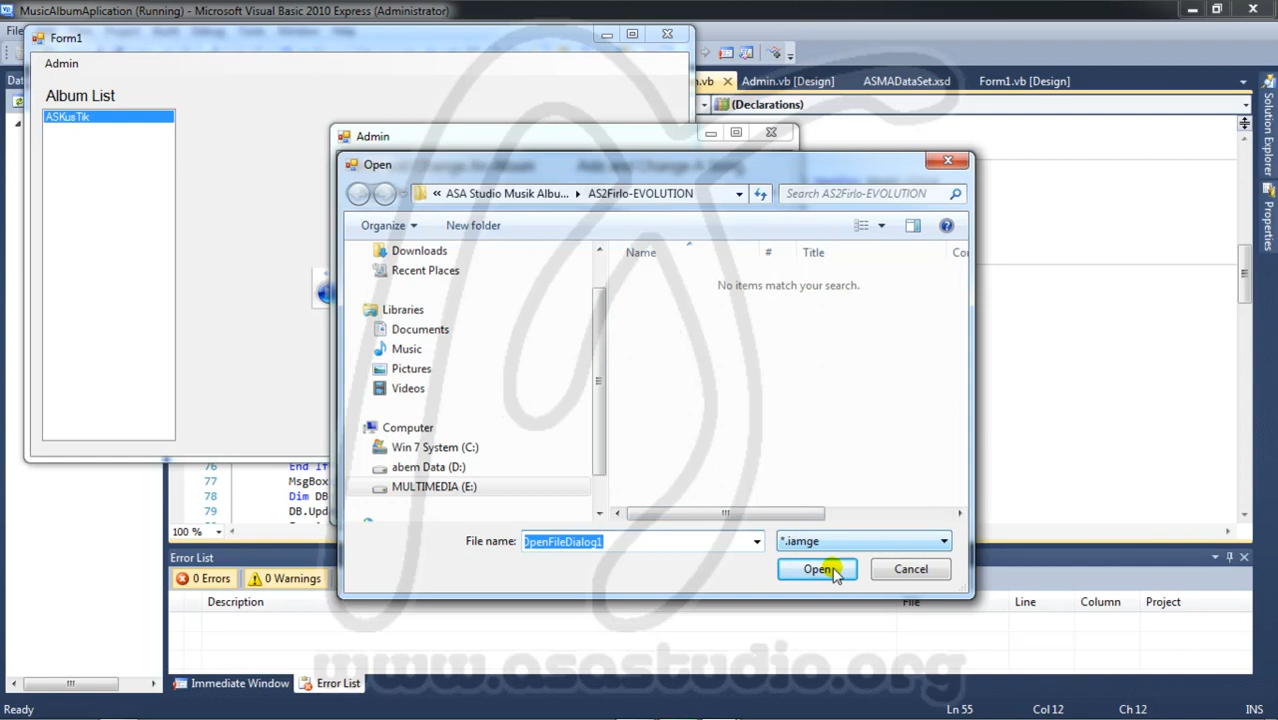 MusicAlbumAplication (Running) - Microsoft Visual Basic 2010 Express (Administrator)
Form1
Admin
Album List
ASKusTik
n.vb
Admin.vb [Design]
ASMADataSet.xsd
Form1.vb [Design]
(Declarations)
Solution Explorer
Properties
Admin
Open
« ASA Studio Musik Albu... AS2Firlo-EVOLUTION
Search AS2Firlo-EVOLUTION
Organize
New folder
Downloads
Recent Places
Libraries
Documents
Music
Pictures
Videos
Computer
Win 7 System (C:)
abem Data (D:)
MULTIMEDIA (E:)
Name # Title Co
No items match your search.
File name: OpenFileDialog1
*.iamge
Open
Cancel
76 End If
77 MsgBox
78 Dim DB
79 DB.Upd
100 %
Error List
0 Errors
0 Warnings
Description File Line Column Project
www.asastudio.org
Immediate Window
Error List
Ready
Ln 55 Col 12 Ch 12 INS